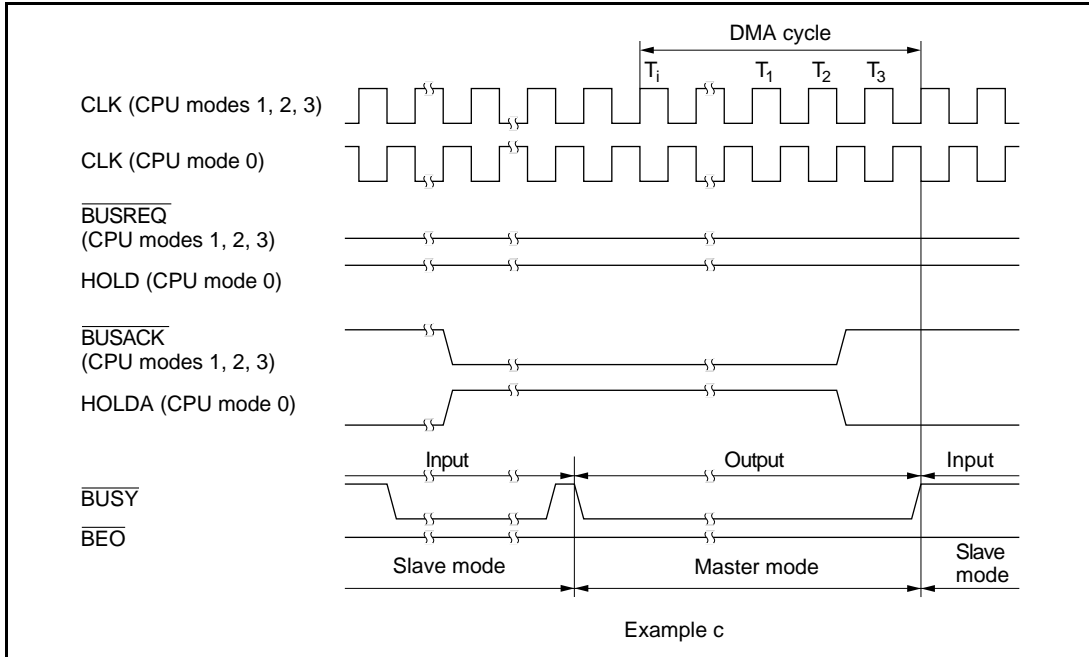 DMA cycle
Ti T1 T2 T3
CLK (CPU modes 1, 2, 3)
CLK (CPU mode 0)
BUSREQ
(CPU modes 1, 2, 3)
HOLD (CPU mode 0)
BUSACK
(CPU modes 1, 2, 3)
HOLDA (CPU mode 0)
Input Output Input
BUSY
BEO
Slave mode Master mode Slave
mode
Example c